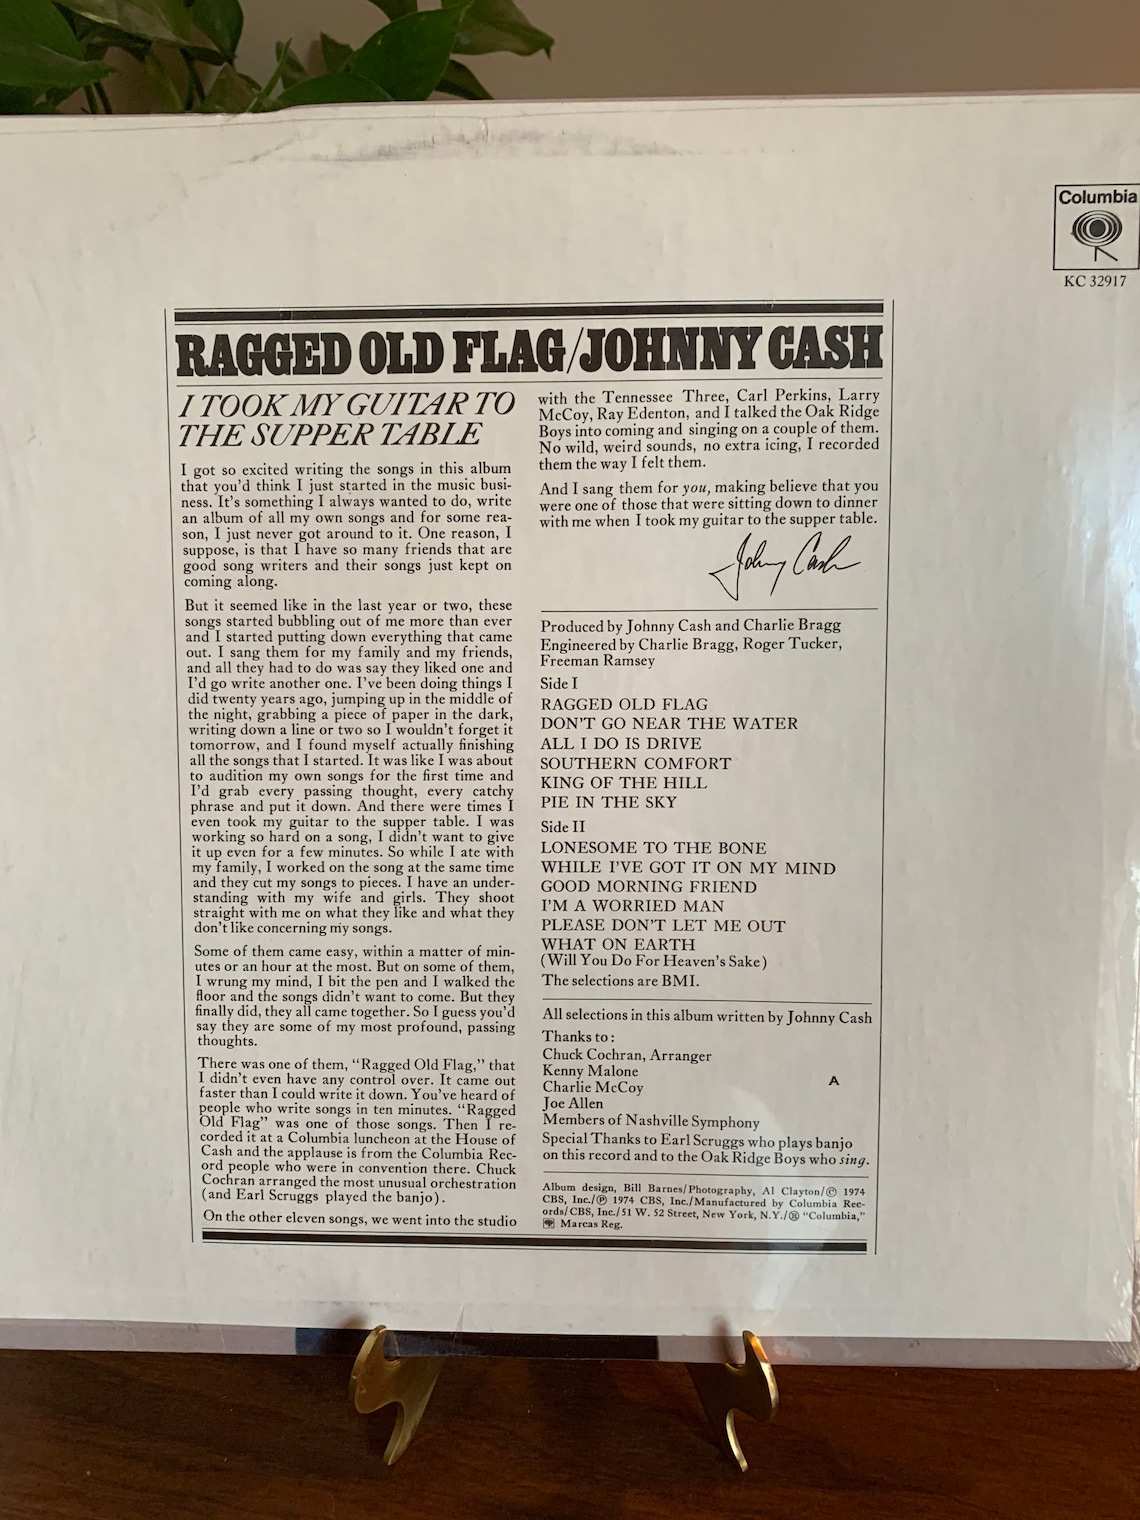 Columbia
KC 32917
RAGGED OLD FLAG/JOHNNY CASH
I TOOK MY GUITAR TO
THE SUPPER TABLE
I got so excited writing the songs in this album
that you'd think I just started in the music busi-
ness. It's something I always wanted to do, write
an album of all my own songs and for some rea-
son, I just never got around to it. One reason, I
suppose, is that I have so many friends that are
good song writers and their songs just kept on
coming along.
But it seemed like in the last year or two, these
songs started bubbling out of me more than ever
and I started putting down everything that came
out. I sang them for my family and my friends,
and all they had to do was say they liked one and
I'd go write another one. I've been doing things I
did twenty years ago, jumping up in the middle of
the night, grabbing a piece of paper in the dark,
writing down a line or two so I wouldn't forget it
tomorrow, and I found myself actually finishing
all the songs that I started. It was like I was about
to audition my own songs for the first time and
I'd grab every passing thought, every catchy
phrase and put it down. And there were times I
even took my guitar to the supper table. I was
working so hard on a song, I didn't want to give
it up even for a few minutes. So while I ate with
my family, I worked on the song at the same time
and they cut my songs to pieces. I have an under-
standing with my wife and girls. They shoot
straight with me on what they like and what they
don't like concerning my songs.
Some of them came easy, within a matter of min-
utes or an hour at the most. But on some of them,
I wrung my mind, I bit the pen and I walked the
floor and the songs didn't want to come. But they
finally did, they all came together. So I guess you'd
say they are some of my most profound, passing
thoughts.
There was one of them, "Ragged Old Flag," that
I didn't even have any control over. It came out
faster than I could write it down. You've heard of
people who write songs in ten minutes. "Ragged
Old Flag" was one of those songs. Then I re-
corded it at a Columbia luncheon at the House of
Cash and the applause is from the Columbia Rec-
ord people who were in convention there. Chuck
Cochran arranged the most unusual orchestration
(and Earl Scruggs played the banjo).
On the other eleven songs, we went into the studio
with the Tennessee Three, Carl Perkins, Larry
McCoy, Ray Edenton, and I talked the Oak Ridge
Boys into coming and singing on a couple of them.
No wild, weird sounds, no extra icing, I recorded
them the way I felt them.
And I sang them for you, making believe that you
were one of those that were sitting down to dinner
with me when I took my guitar to the supper table.
Johnny Cash
Produced by Johnny Cash and Charlie Bragg
Engineered by Charlie Bragg, Roger Tucker,
Freeman Ramsey
Side I
RAGGED OLD FLAG
DON'T GO NEAR THE WATER
ALL I DO IS DRIVE
SOUTHERN COMFORT
KING OF THE HILL
PIE IN THE SKY
Side II
LONESOME TO THE BONE
WHILE I'VE GOT IT ON MY MIND
GOOD MORNING FRIEND
I'M A WORRIED MAN
PLEASE DON'T LET ME OUT
WHAT ON EARTH
(Will You Do For Heaven's Sake)
The selections are BMI.
All selections in this album written by Johnny Cash
Thanks to:
Chuck Cochran, Arranger
Kenny Malone
Charlie McCoy
Joe Allen
Members of Nashville Symphony
A
Special Thanks to Earl Scruggs who plays banjo
on this record and to the Oak Ridge Boys who sing.
Album design, Bill Barnes/Photography, Al Clayton/© 1974
CBS, Inc./℗ 1974 CBS, Inc./Manufactured by Columbia Rec-
ords/CBS, Inc./51 W. 52 Street, New York, N.Y./® "Columbia,"
Marcas Reg.